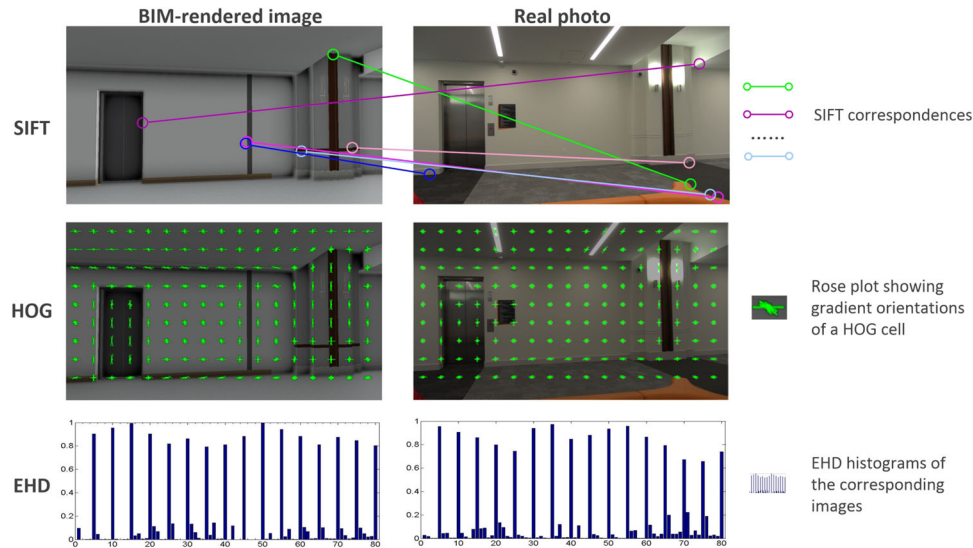 BIM-rendered image
Real photo
SIFT
SIFT correspondences
HOG
Rose plot showing
gradient orientations
of a HOG cell
EHD
1
0.8
0.6
0.4
0.2
0
0 10 20 30 40 50 60 70 80
1
0.8
0.6
0.4
0.2
0
0 10 20 30 40 50 60 70 80
EHD histograms of
the corresponding
images